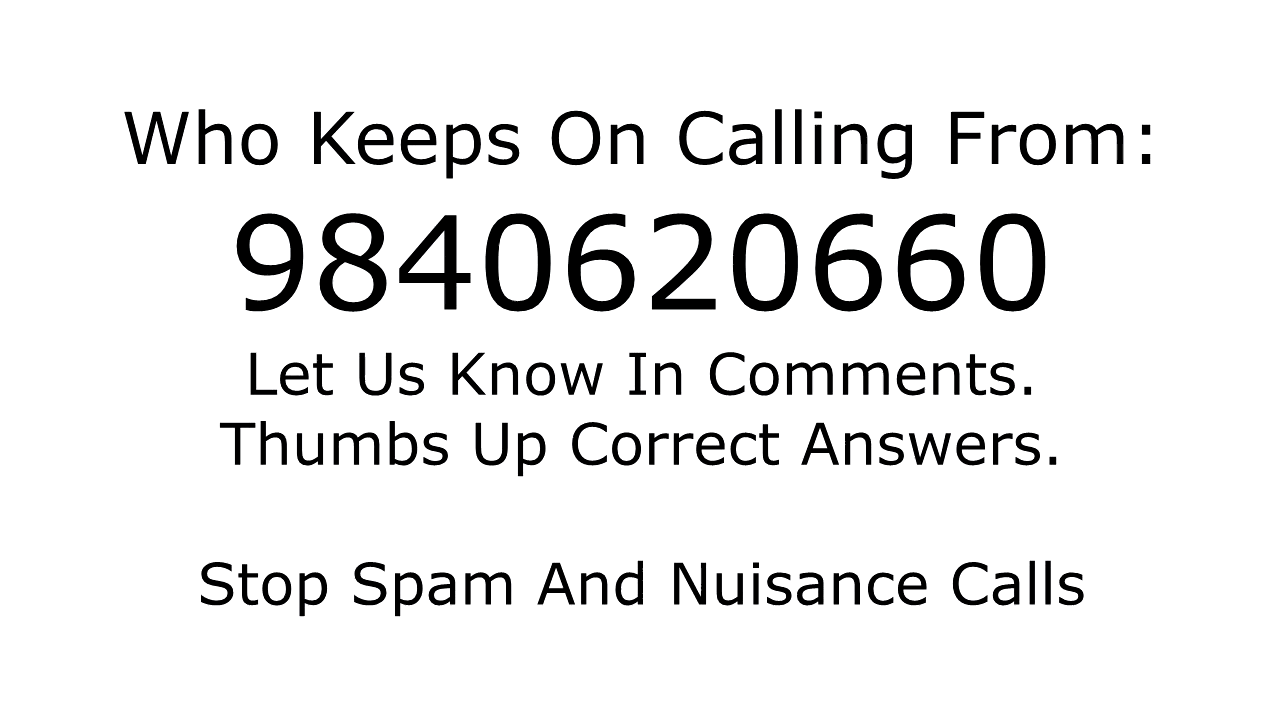 Who Keeps On Calling From:
9840620660
Let Us Know In Comments.
Thumbs Up Correct Answers.
Stop Spam And Nuisance Calls